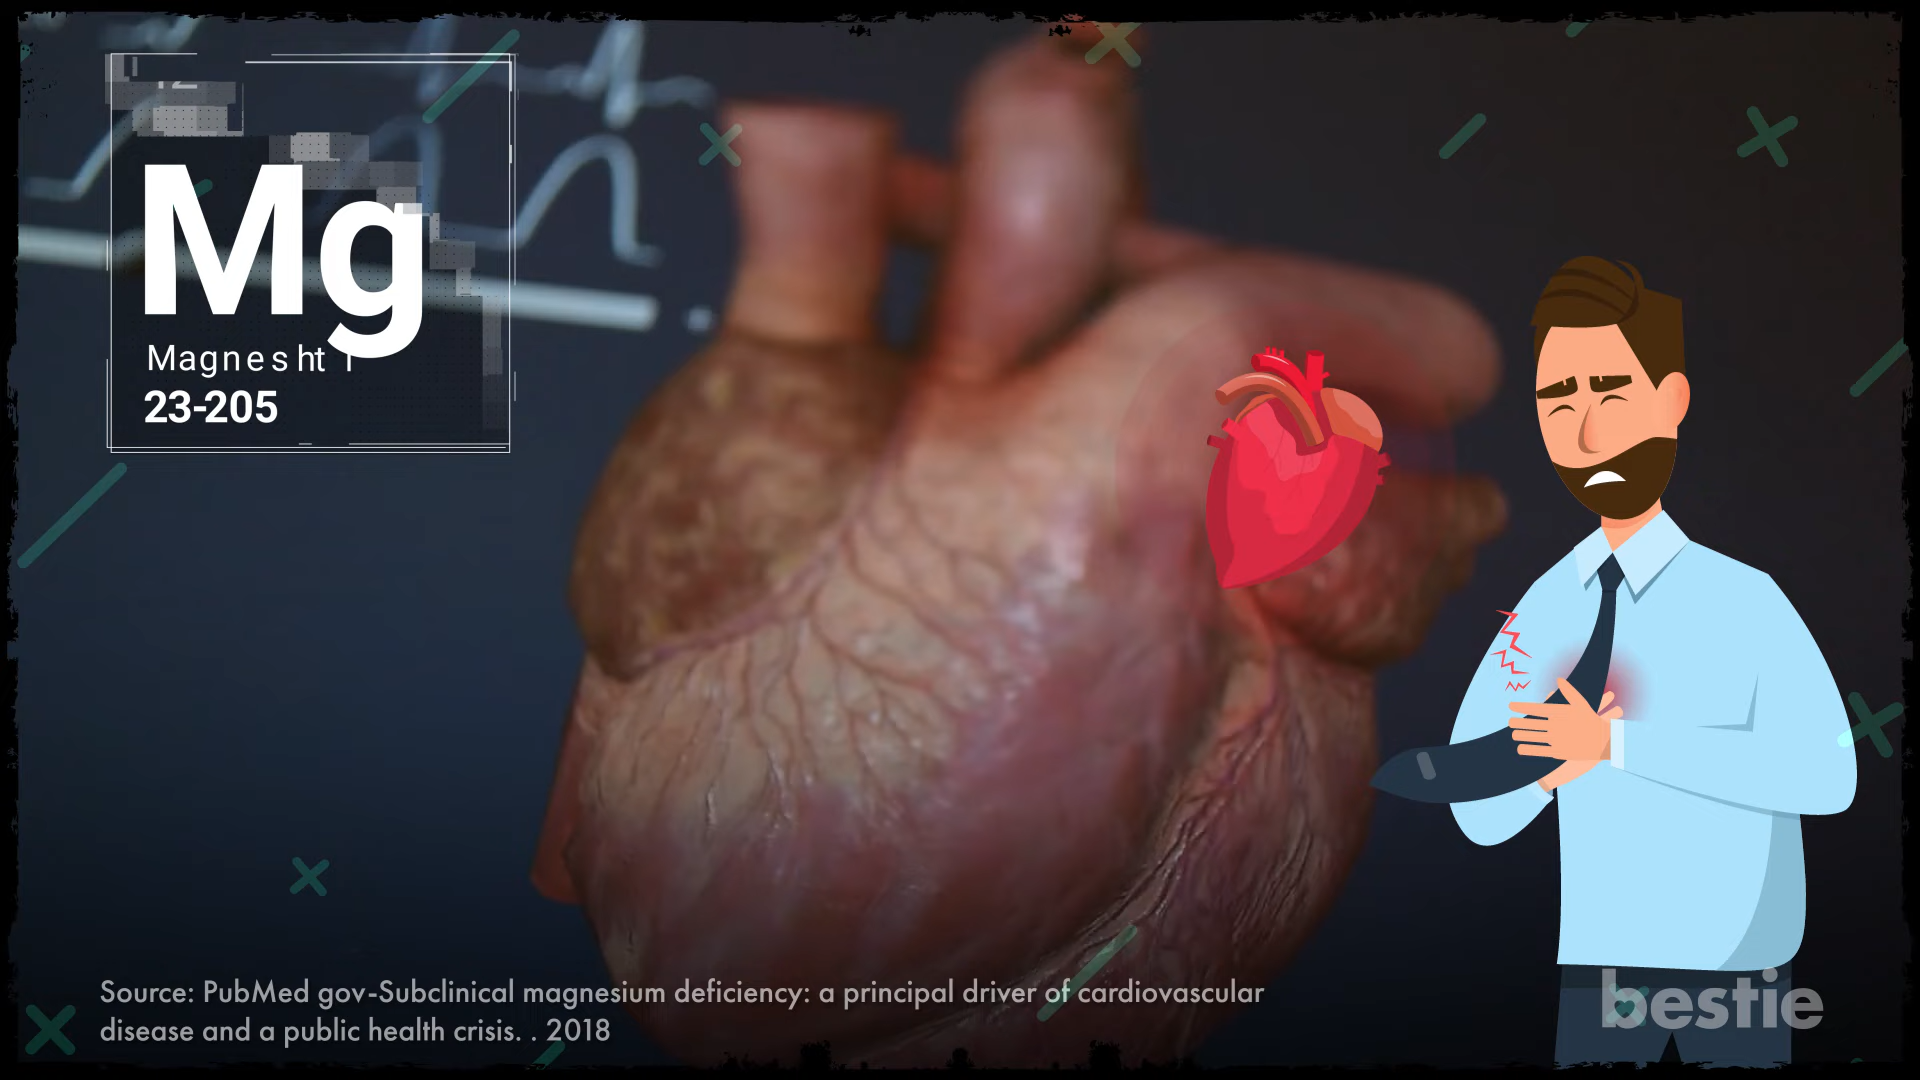 Mg
Magnesht
23-205
Source: PubMed gov-Subclinical magnesium deficiency: a principal driver of cardiovascular
disease and a public health crisis. . 2018
bestie